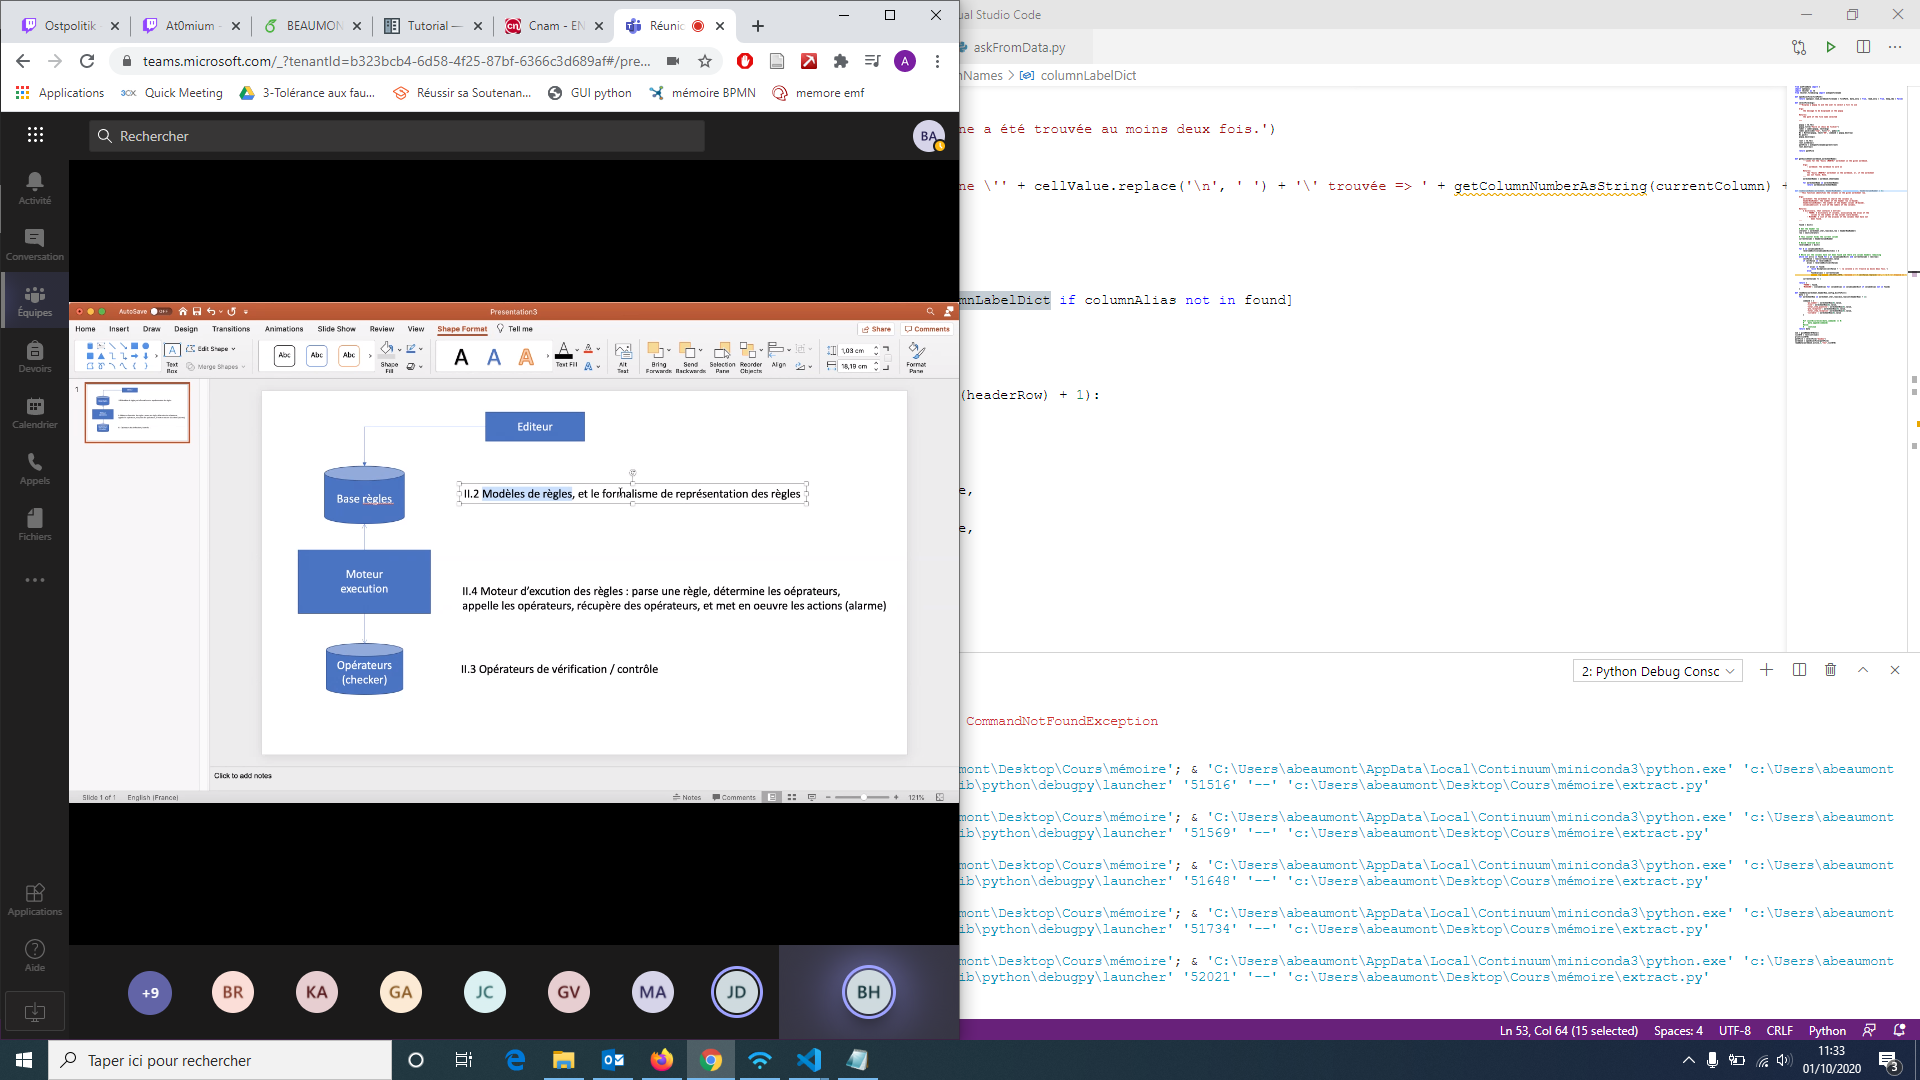 Ostpolitik
At0mium -
BEAUMON
Tutorial —
Cnam - EN
Réunio
teams.microsoft.com/_?tenantId=b323bcb4-6d58-4f25-87bf-6366c3d689af#/pre...
A
Applications
3CX
Quick Meeting
3-Tolérance aux fau...
Réussir sa Soutenan...
GUI python
mémoire BPMN
memore emf
Rechercher
BA
Activité
Conversation
Équipes
Devoirs
Calendrier
Appels
Fichiers
Applications
Aide
AutoSave
OFF
Presentation3
Home
Insert
Draw
Design
Transitions
Animations
Slide Show
Review
View
Shape Format
Tell me
Share
Comments
Text Box
Edit Shape
Merge Shapes
Abc
Abc
Abc
Shape Fill
A
A
A
Text Fill
Alt Text
Bring Forwards
Send Backwards
Selection Pane
Reorder Objects
Align
1,03 cm
18,19 cm
Format Pane
1
Editeur
Base règles
II.2 Modèles de règles, et le formalisme de représentation des règles
Moteur
execution
II.4 Moteur d'excution des règles : parse une règle, détermine les oéprateurs,
appelle les opérateurs, récupère des opérateurs, et met en oeuvre les actions (alarme)
Opérateurs
(checker)
II.3 Opérateurs de vérification / contrôle
Click to add notes
Slide 1 of 1
English (France)
Notes
Comments
121%
+9
BR
KA
GA
JC
GV
MA
JD
BH
ual Studio Code
askFromData.py
nNames > columnLabelDict
ne a été trouvée au moins deux fois.')
ne \'' + cellValue.replace('\n', ' ') + '\' trouvée => ' + getColumnNumberAsString(currentColumn) +
mnLabelDict if columnAlias not in found]
(headerRow) + 1):
e,
e,
2: Python Debug Consc
CommandNotFoundException
mont\Desktop\Cours\mémoire'; & 'C:\Users\abeaumont\AppData\Local\Continuum\miniconda3\python.exe' 'c:\Users\abeaumont
ib\python\debugpy\launcher' '51516' '--' 'c:\Users\abeaumont\Desktop\Cours\mémoire\extract.py'
mont\Desktop\Cours\mémoire'; & 'C:\Users\abeaumont\AppData\Local\Continuum\miniconda3\python.exe' 'c:\Users\abeaumont
ib\python\debugpy\launcher' '51569' '--' 'c:\Users\abeaumont\Desktop\Cours\mémoire\extract.py'
mont\Desktop\Cours\mémoire'; & 'C:\Users\abeaumont\AppData\Local\Continuum\miniconda3\python.exe' 'c:\Users\abeaumont
ib\python\debugpy\launcher' '51648' '--' 'c:\Users\abeaumont\Desktop\Cours\mémoire\extract.py'
mont\Desktop\Cours\mémoire'; & 'C:\Users\abeaumont\AppData\Local\Continuum\miniconda3\python.exe' 'c:\Users\abeaumont
ib\python\debugpy\launcher' '51734' '--' 'c:\Users\abeaumont\Desktop\Cours\mémoire\extract.py'
mont\Desktop\Cours\mémoire'; & 'C:\Users\abeaumont\AppData\Local\Continuum\miniconda3\python.exe' 'c:\Users\abeaumont
ib\python\debugpy\launcher' '52021' '--' 'c:\Users\abeaumont\Desktop\Cours\mémoire\extract.py'
Ln 53, Col 64 (15 selected)
Spaces: 4
UTF-8
CRLF
Python
Taper ici pour rechercher
11:33
01/10/2020
3